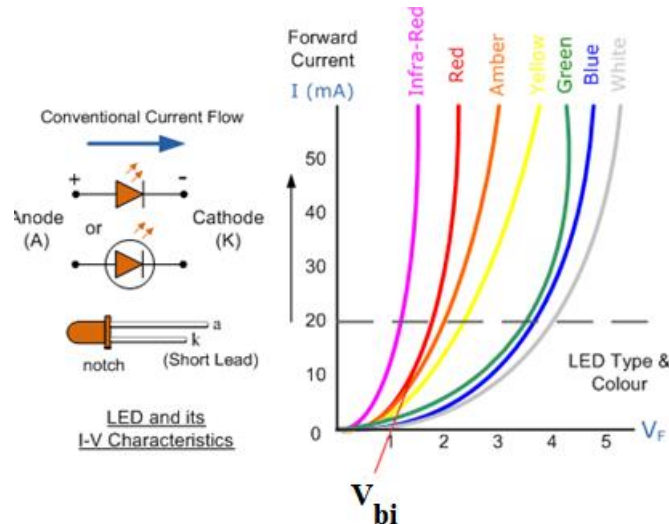 Conventional Current Flow
+ -
Anode Cathode
(A) or (K)
a
k
notch (Short Lead)
LED and its
I-V Characteristics
Forward
Current
I (mA)
Infra-Red
Red
Amber
Yellow
Green
Blue
White
50
40
30
20
10
0
LED Type &
Colour
1 2 3 4 5 V_F
V_bi